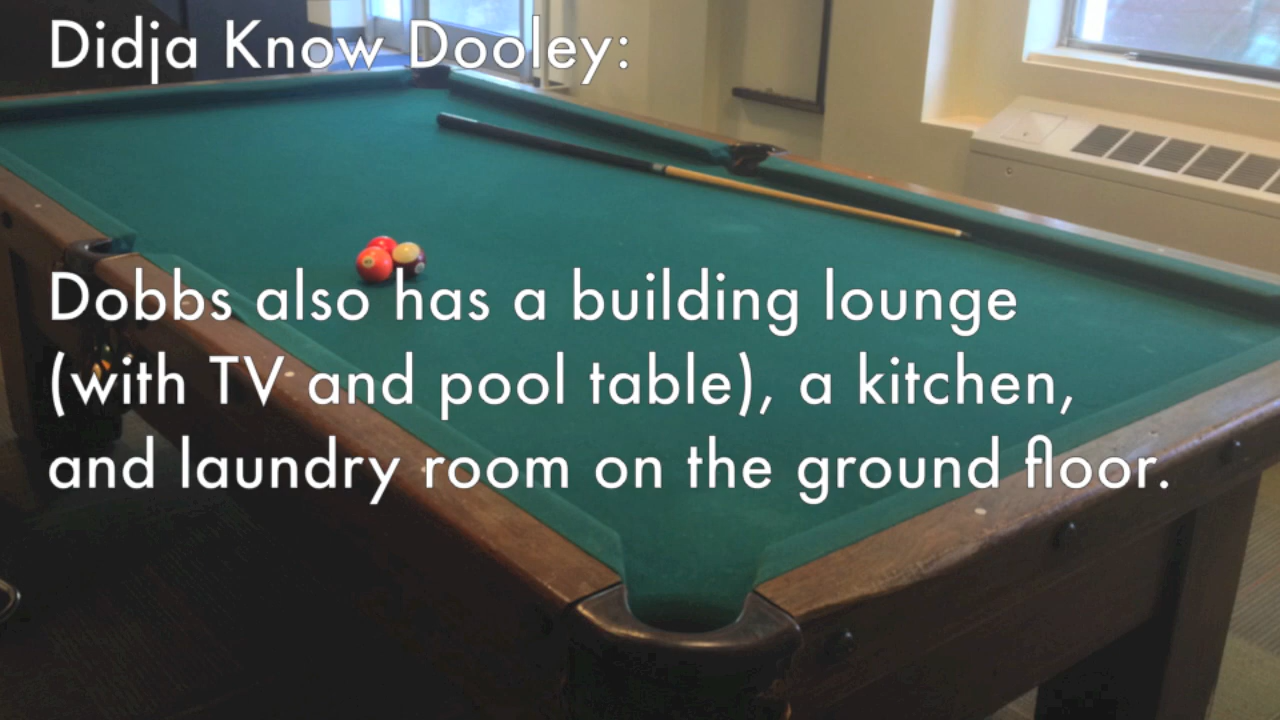 Didja Know Dooley:
Dobbs also has a building lounge
(with TV and pool table), a kitchen,
and laundry room on the ground floor.